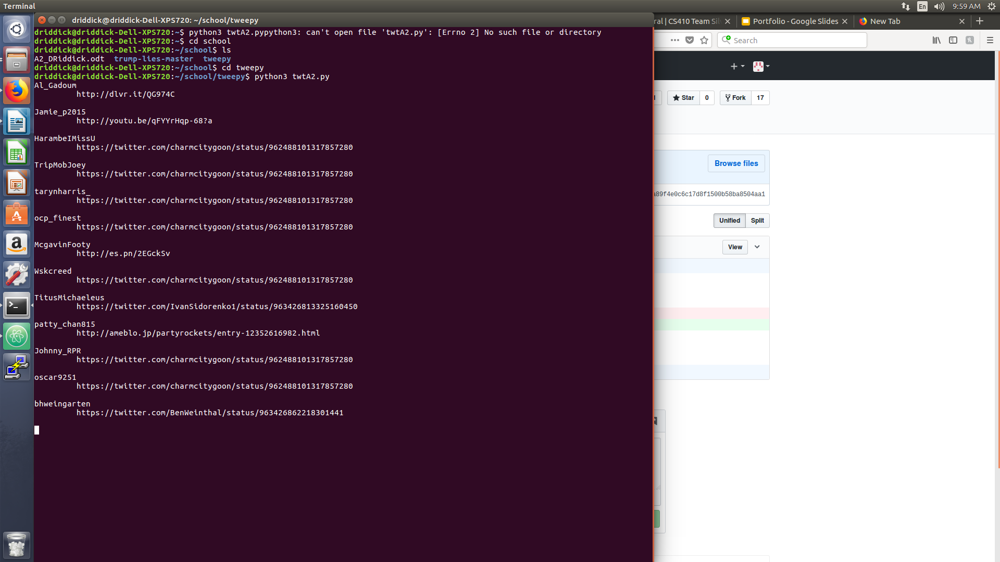 Terminal
En
9:59 AM
driddick@driddick-Dell-XPS720: ~/school/tweepy
CS410 Team
Portfolio - Google Slides
New Tab
Search
driddick@driddick-Dell-XPS720:~$ python3 twtA2.pypython3: can't open file 'twtA2.py': [Errno 2] No such file or directory
driddick@driddick-Dell-XPS720:~$ cd school
driddick@driddick-Dell-XPS720:~/school$ ls
A2_DRiddick.odt  trump-lies-master  tweepy
driddick@driddick-Dell-XPS720:~/school$ cd tweepy
driddick@driddick-Dell-XPS720:~/school/tweepy$ python3 twtA2.py
Al_Gadoum
http://dlvr.it/QG974C
Jamie_p2015
http://youtu.be/qFYYrHqp-68?a
HarambeIMissU
https://twitter.com/charmcitygoon/status/962488101317857280
TripMobJoey
https://twitter.com/charmcitygoon/status/962488101317857280
tarynharris_
https://twitter.com/charmcitygoon/status/962488101317857280
ocp_finest
https://twitter.com/charmcitygoon/status/962488101317857280
McgavinFooty
http://es.pn/2EGckSv
Wskcreed
https://twitter.com/charmcitygoon/status/962488101317857280
TitusMichaeleus
https://twitter.com/IvanSidorenko1/status/963426813325160450
patty_chan815
http://ameblo.jp/partyrockets/entry-12352616982.html
Johnny_RPR
https://twitter.com/charmcitygoon/status/962488101317857280
oscar9251
https://twitter.com/charmcitygoon/status/962488101317857280
bhweingarten
https://twitter.com/BenWeinthal/status/963426862218301441
Star 0 Fork 17
Browse files
a89f4e0c6c17d8f1500b58ba8504aa1
Unified Split
View